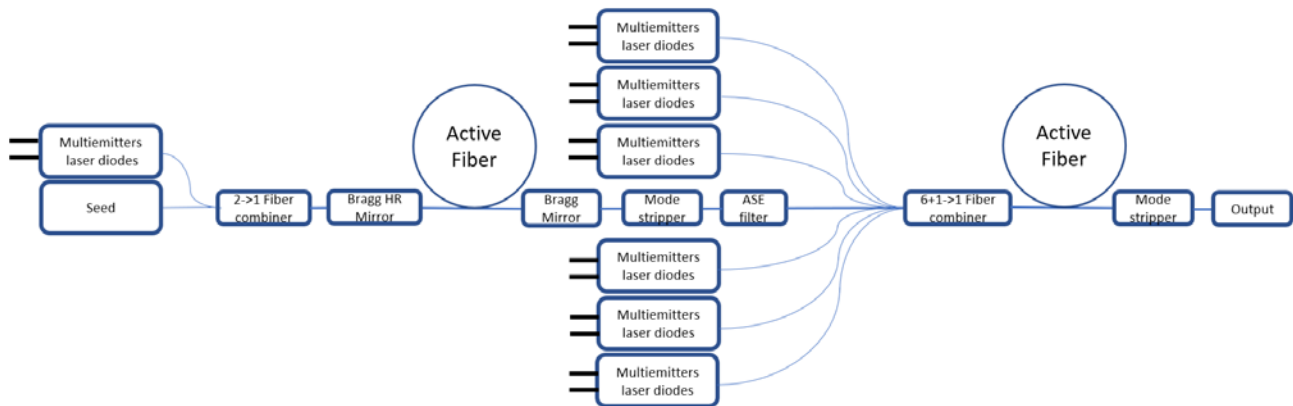 Multiemitters
laser diodes
Multiemitters
laser diodes
Multiemitters
laser diodes
Active
Fiber
Active
Fiber
Multiemitters
laser diodes
Seed
2->1 Fiber
combiner
Bragg HR
Mirror
Bragg
Mirror
Mode
stripper
ASE
filter
6+1->1 Fiber
combiner
Mode
stripper
Output
Multiemitters
laser diodes
Multiemitters
laser diodes
Multiemitters
laser diodes